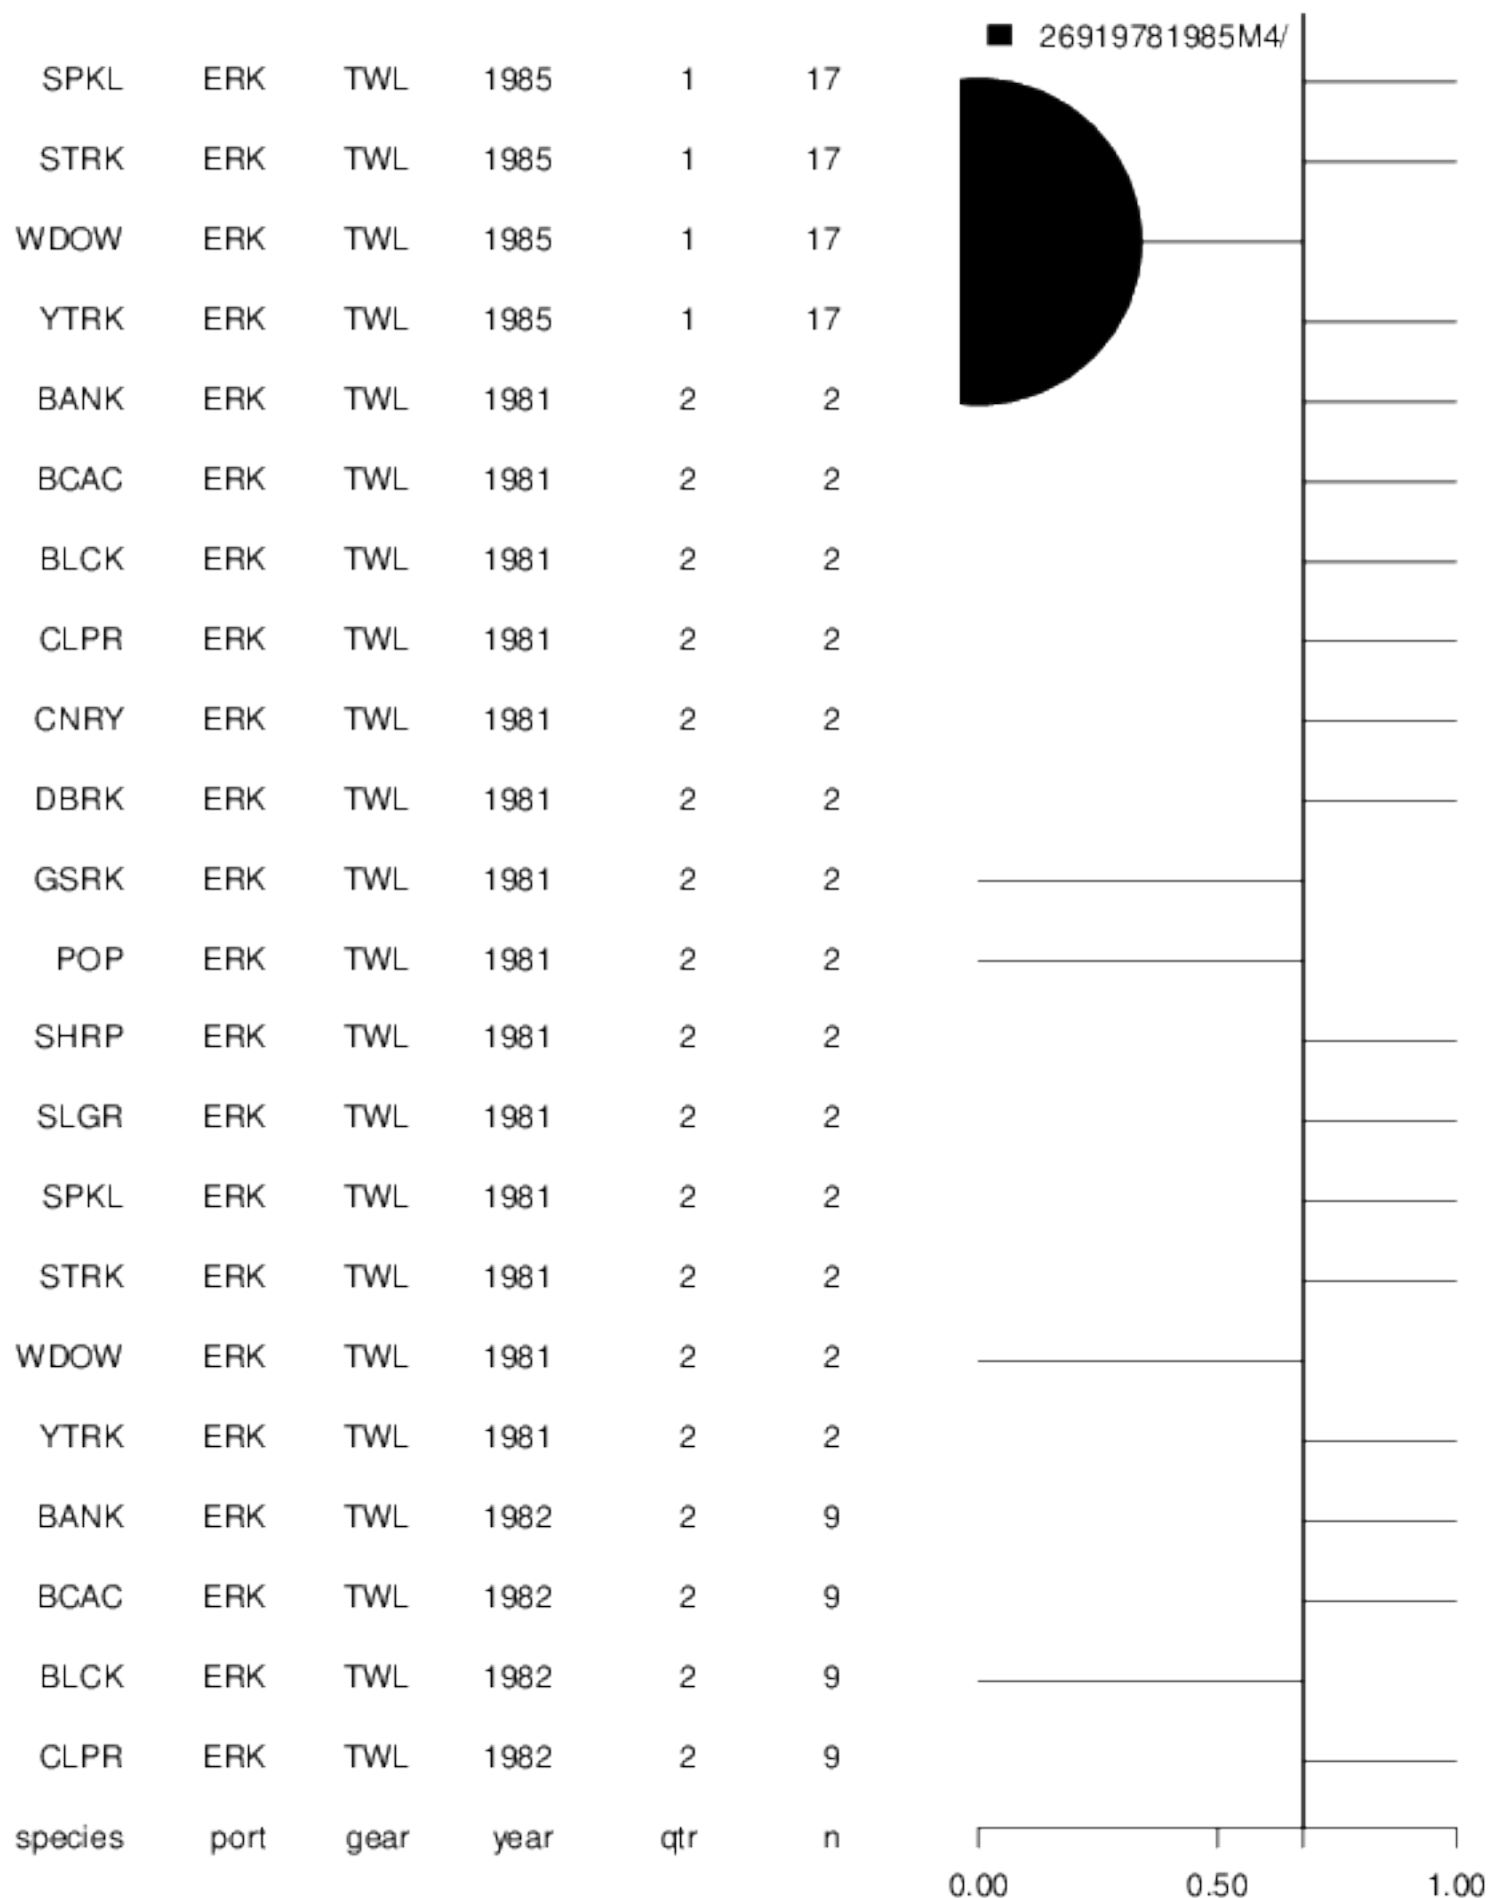 26919781985M4/
SPKL ERK TWL 1985 1 17
STRK ERK TWL 1985 1 17
WDOW ERK TWL 1985 1 17
YTRK ERK TWL 1985 1 17
BANK ERK TWL 1981 2 2
BCAC ERK TWL 1981 2 2
BLCK ERK TWL 1981 2 2
CLPR ERK TWL 1981 2 2
CNRY ERK TWL 1981 2 2
DBRK ERK TWL 1981 2 2
GSRK ERK TWL 1981 2 2
POP ERK TWL 1981 2 2
SHRP ERK TWL 1981 2 2
SLGR ERK TWL 1981 2 2
SPKL ERK TWL 1981 2 2
STRK ERK TWL 1981 2 2
WDOW ERK TWL 1981 2 2
YTRK ERK TWL 1981 2 2
BANK ERK TWL 1982 2 9
BCAC ERK TWL 1982 2 9
BLCK ERK TWL 1982 2 9
CLPR ERK TWL 1982 2 9
species port gear year qtr n
0.00 0.50 1.00